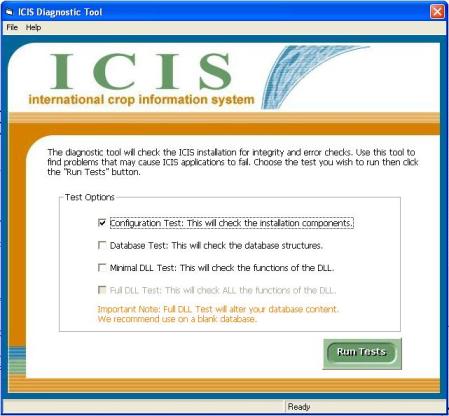 ICIS Diagnostic Tool
File Help
ICIS
international crop information system
The diagnostic tool will check the ICIS installation for integrity and error checks. Use this tool to
find problems that may cause ICIS applications to fail. Choose the test you wish to run then click
the "Run Tests" button.
Test Options
Configuration Test: This will check the installation components.
Database Test: This will check the database structures.
Minimal DLL Test: This will check the functions of the DLL.
Full DLL Test: This will check ALL the functions of the DLL.
Important Note: Full DLL Test will alter your database content.
We recommend use on a blank database.
Run Tests
Ready